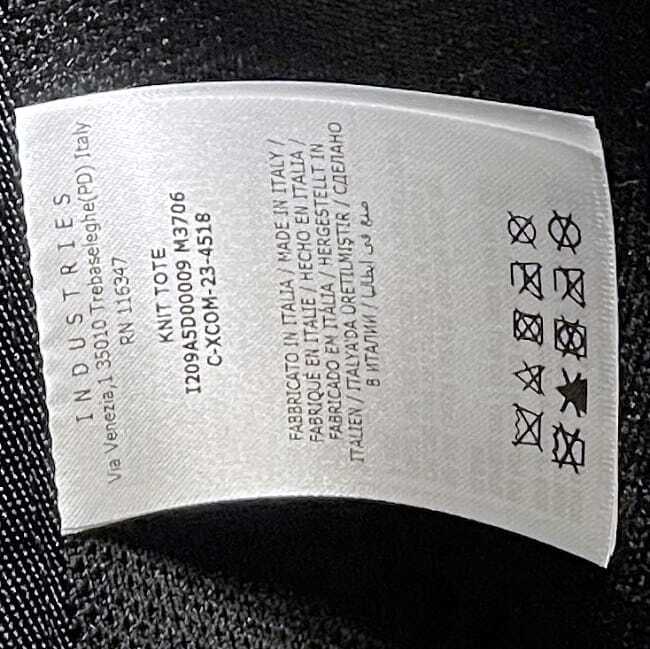 INDUSTRIES
Via Venezia,1 35010 Trebaseleghe(PD) Italy
RN 116347
KNIT TOTE
I209A5D00009 M3706
C-XCOM-23-4518
FABBRICATO IN ITALIA / MADE IN ITALY /
FABRIQUÉ EN ITALIE / HECHO EN ITALIA /
FABRICADO EM ITÁLIA / HERGESTELLT IN
ITALIEN / ITALYA'DA ÜRETILMIŞTIR / СДЕЛАНО
В ИТАЛИИ / صنع في إيطاليا